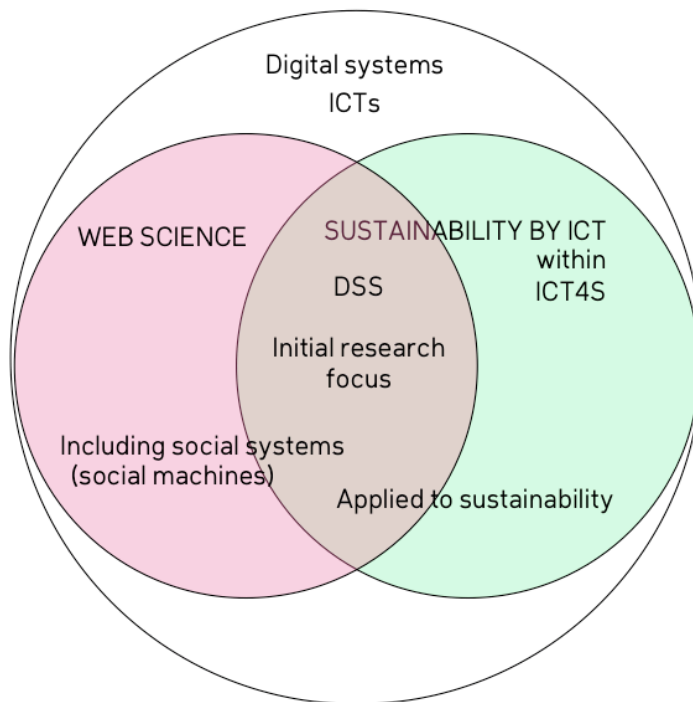 Digital systems
ICTs
WEB SCIENCE
SUSTAINABILITY BY ICT
within
ICT4S
DSS
Initial research
focus
Including social systems
(social machines)
Applied to sustainability